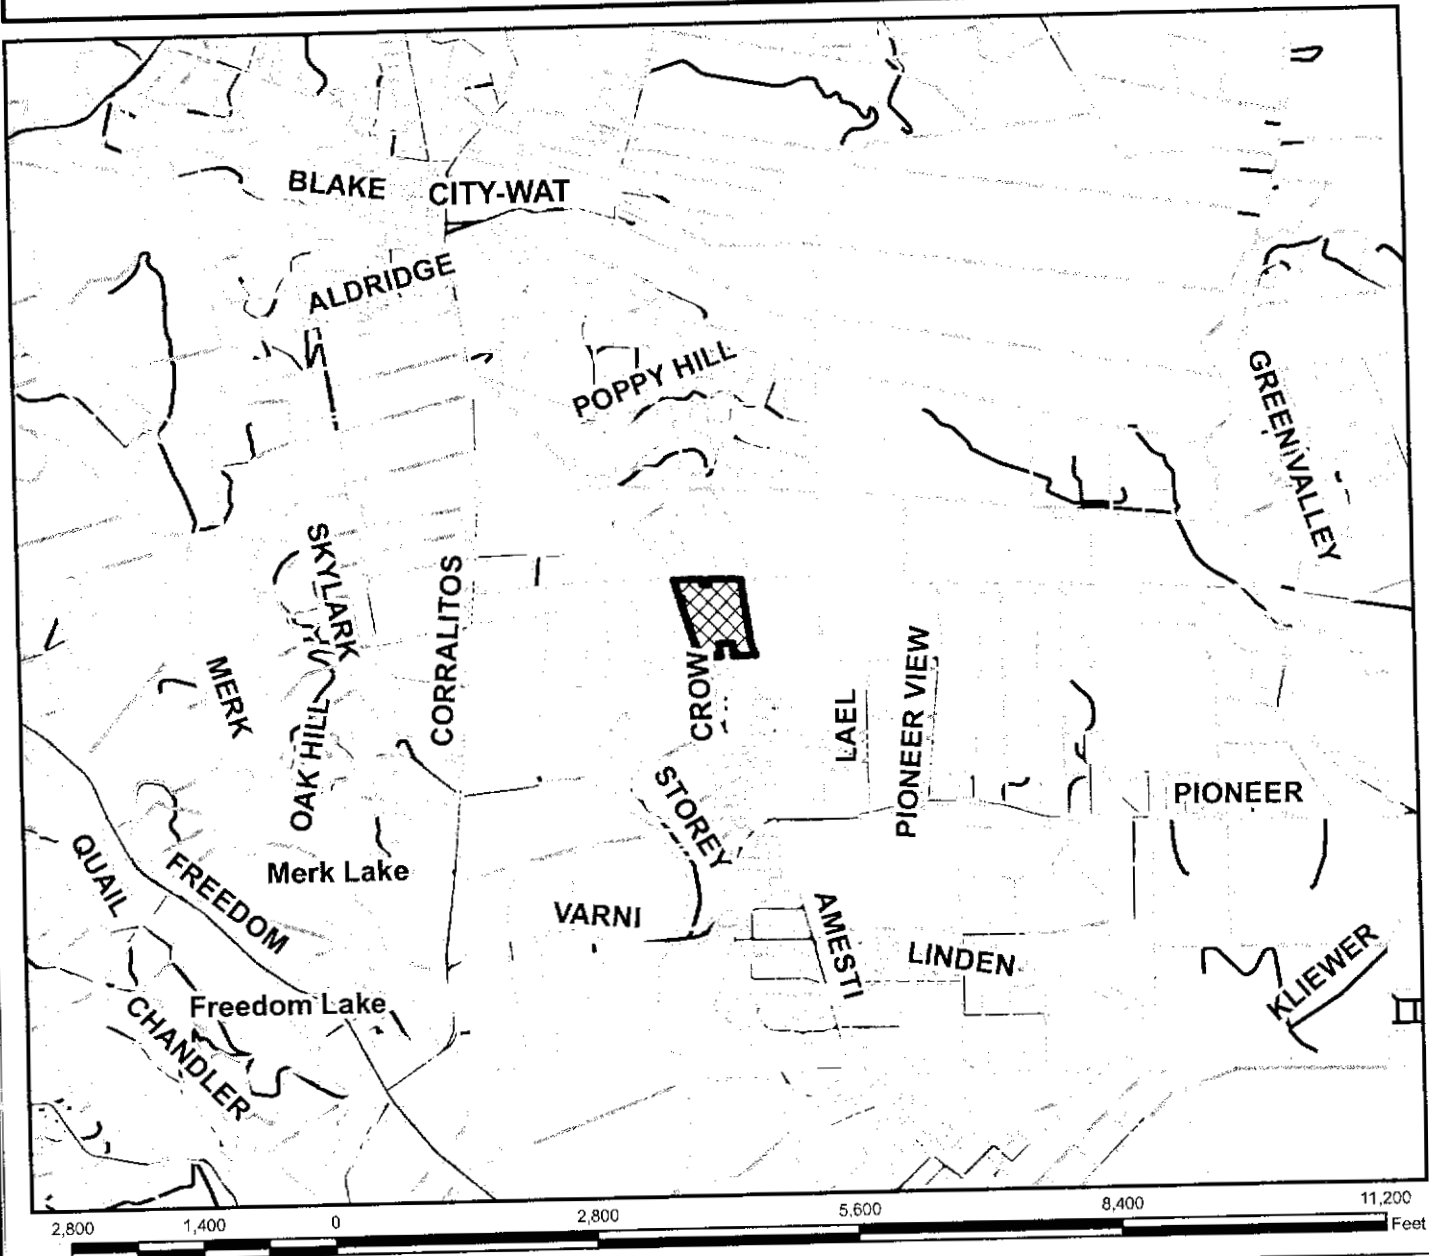 BLAKE
CITY-WAT
ALDRIDGE
POPPY HILL
GREENVALLEY
SKYLARK
CORRALITOS
MERK
OAK HILL
CROW
LAEL
PIONEER VIEW
STOREY
PIONEER
QUAIL
FREEDOM
Merk Lake
VARNI
AMESTI
LINDEN
KLIEWER
Freedom Lake
CHANDLER
2,800 1,400 0 2,800 5,600 8,400 11,200
Feet